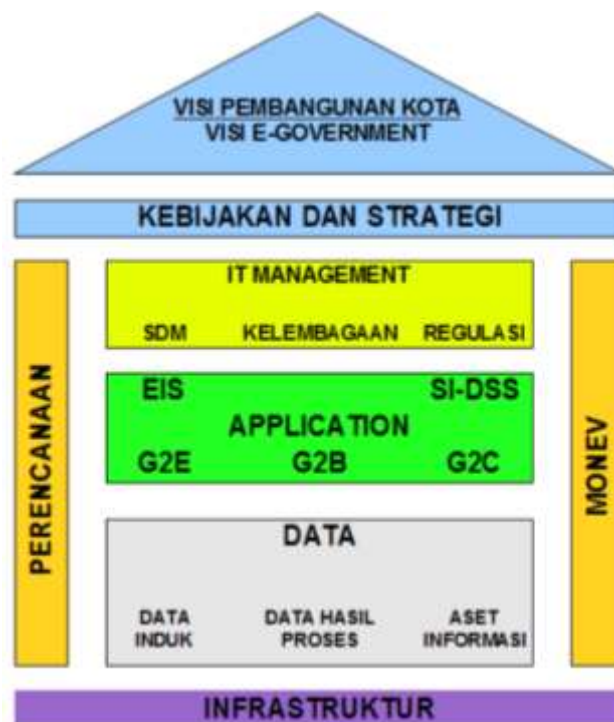 VISI PEMBANGUNAN KOTA
VISI E-GOVERNMENT
KEBIJAKAN DAN STRATEGI
PERENCANAAN
IT MANAGEMENT
SDM KELEMBAGAAN REGULASI
EIS SI-DSS
APPLICATION
G2E G2B G2C
DATA
DATA DATA HASIL ASET
INDUK PROSES INFORMASI
MONEV
INFRASTRUKTUR